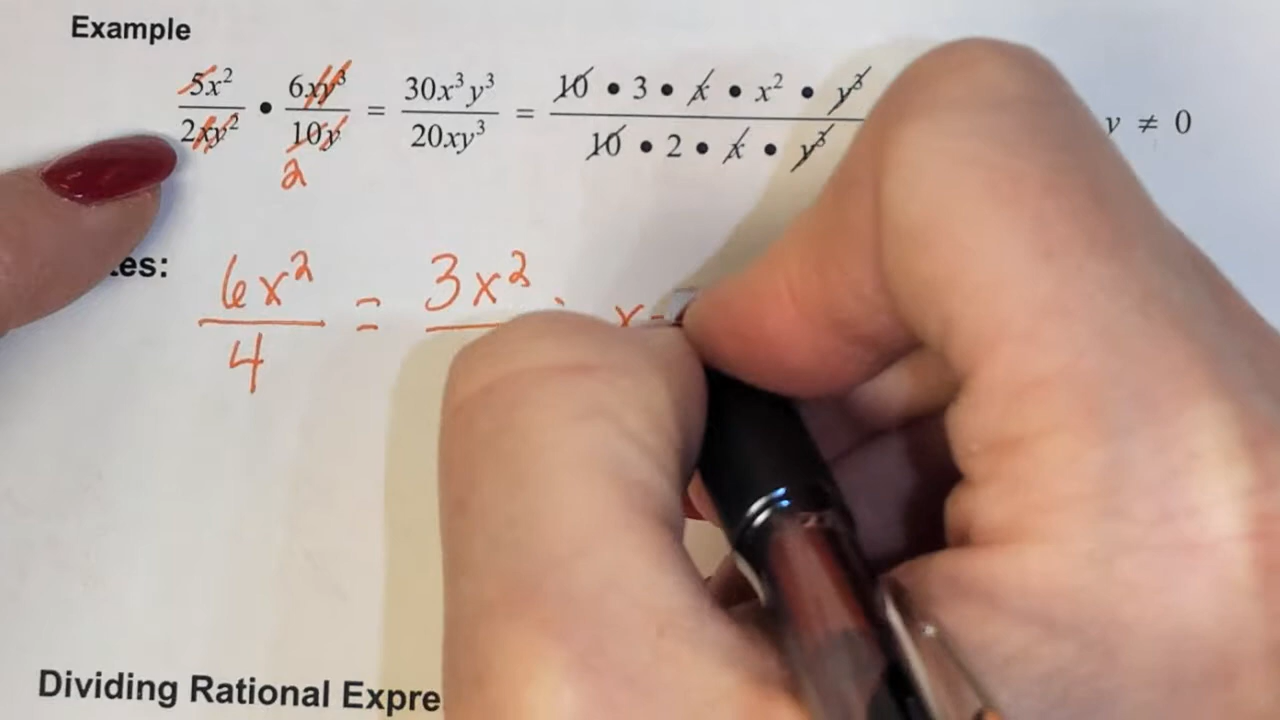 Example
5x²/2xy² • 6xy³/10y = 30x³y³/20xy³ = 10 • 3 • x • x² • y³/10 • 2 • x • y³ y ≠ 0
2
es: 6x²/4 = 3x² ; x
Dividing Rational Expre